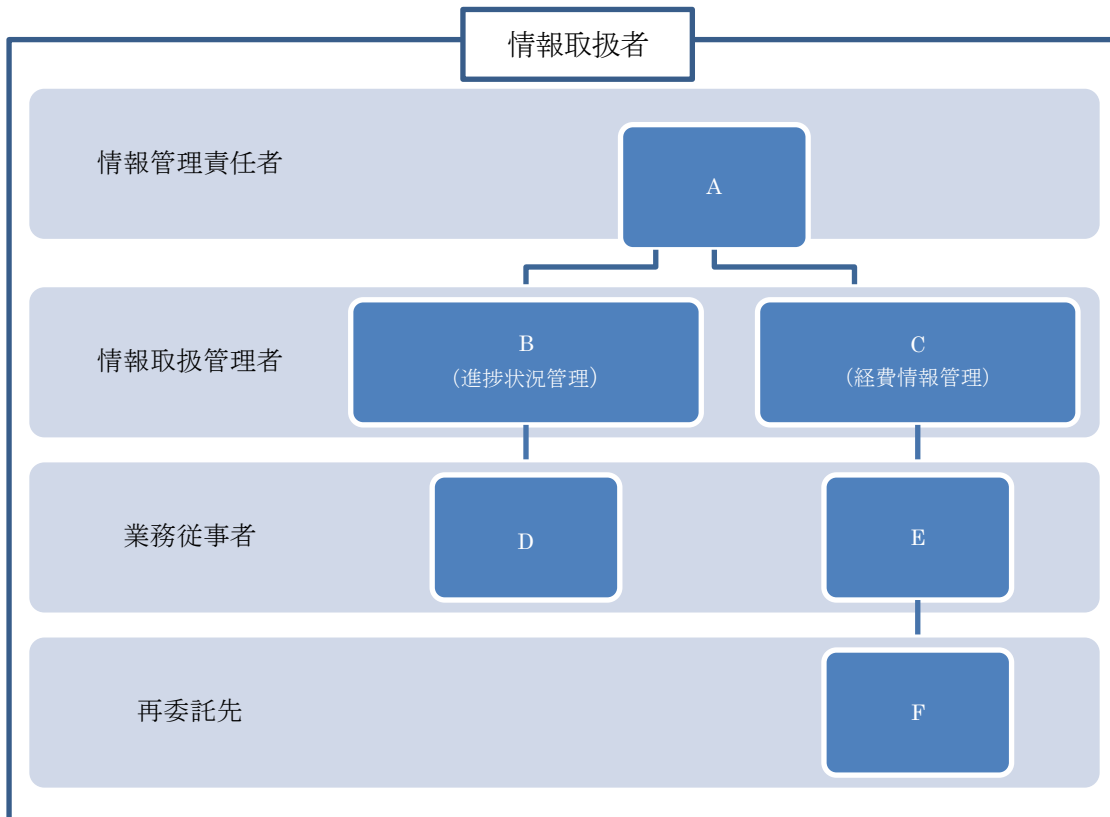 情報取扱者
情報管理責任者
A
情報取扱管理者
B
（進捗状況管理）
C
（経費情報管理）
業務従事者
D
E
再委託先
F